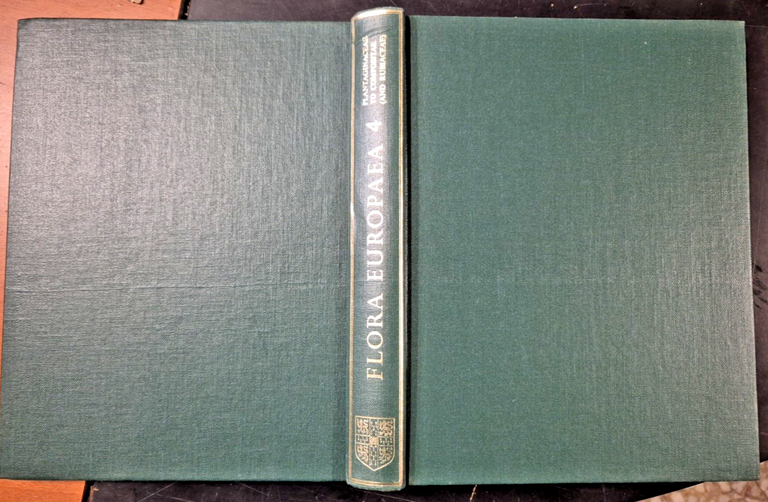 FLORA EUROPAEA 4
PLANTAGINACEAE
TO COMPOSITAE
(AND RUBIACEAE)